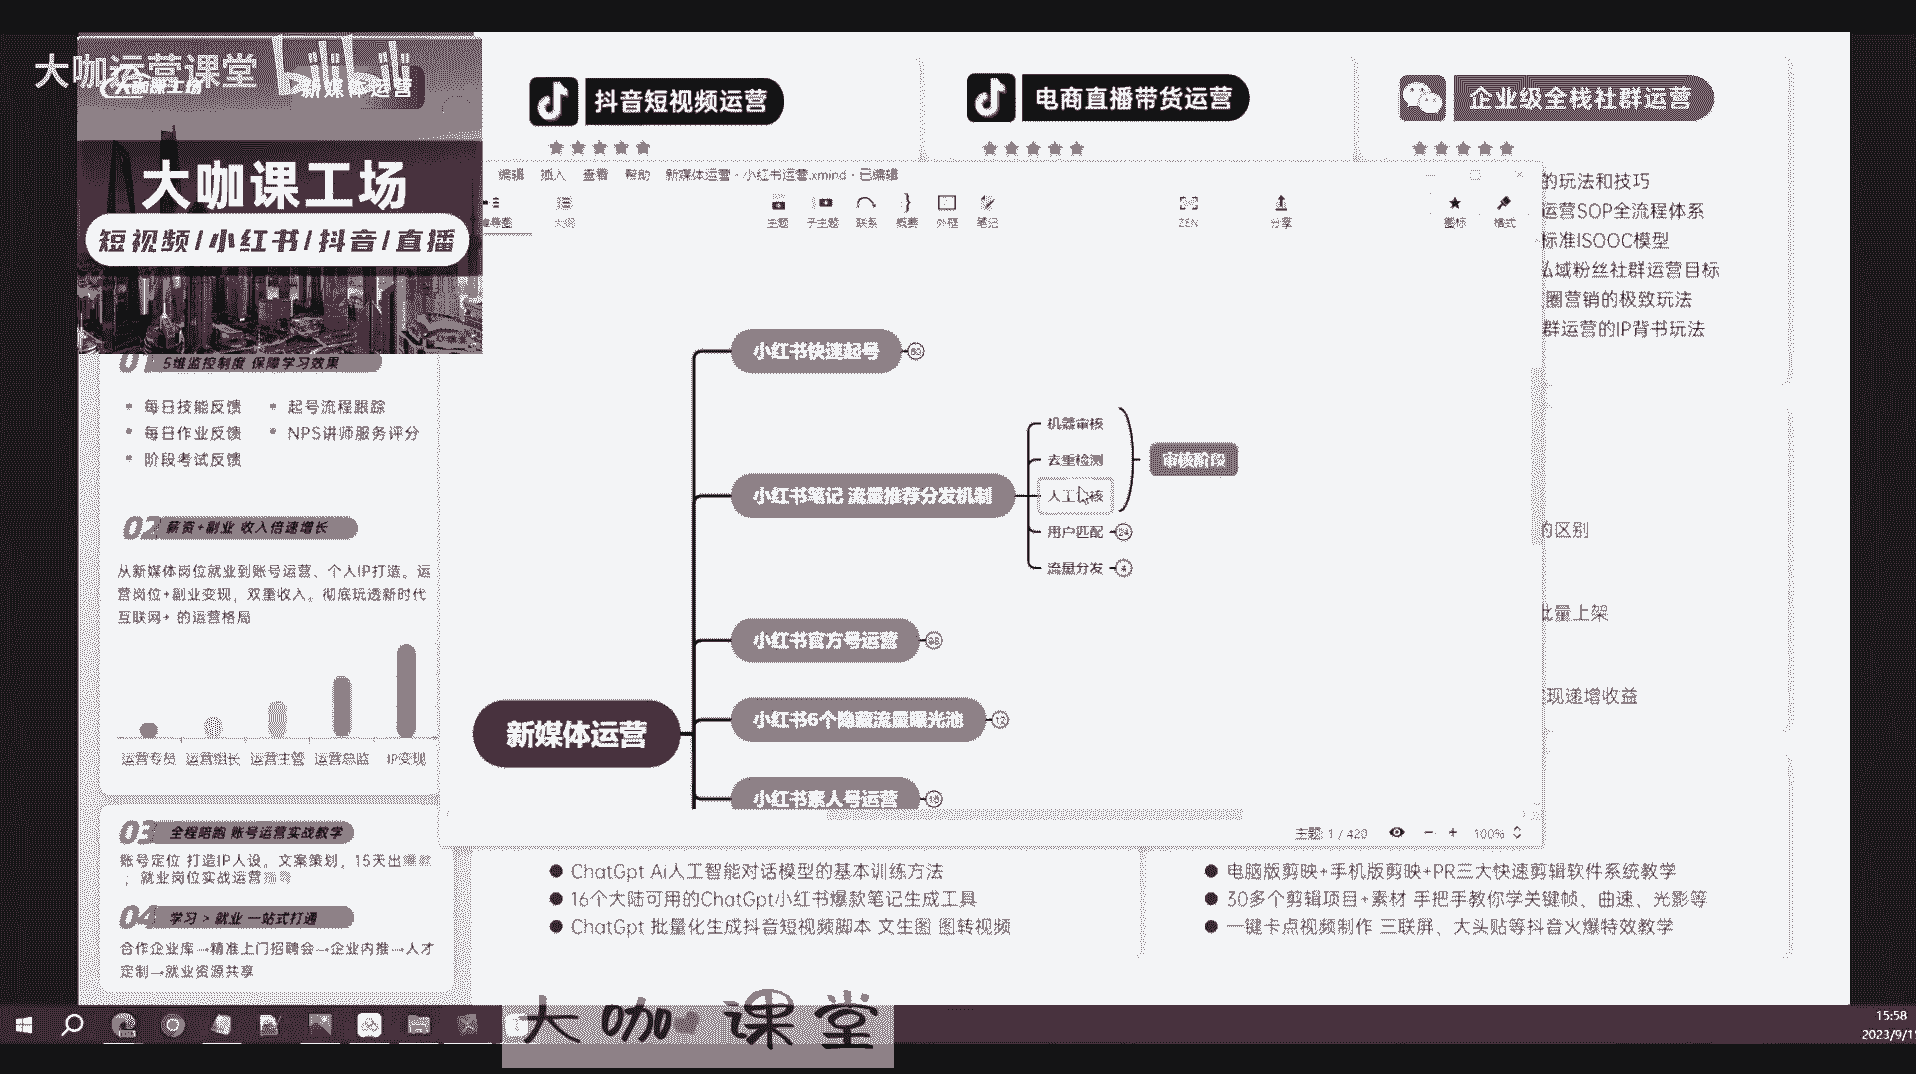 大咖运营课堂 bilibili
大咖课工场
新媒体运营
大咖课工场
短视频/小红书/抖音/直播
01 5维监控制度 保障学习效果
• 每日技能反馈 • 起号流程跟踪
• 每日作业反馈 • NPS讲师服务评分
• 阶段考试反馈
02 薪资+副业 收入倍速增长
从新媒体岗位就业到账号运营、个人IP打造。运
营岗位+副业变现，双重收入。彻底玩透新时代
互联网+ 的运营格局
运营专员 运营组长 运营主管 运营总监 IP变现
03 全程陪跑 账号运营实战教学
账号定位 打造IP人设。文案策划，15天出爆款
；就业岗位实战运营
04 学习 > 就业 一站式打通
合作企业库→精准上门招聘会→企业内推→人才
定制→就业资源共享
抖音短视频运营
电商直播带货运营
企业级全栈社群运营
编辑 插入 查看 帮助 新媒体运营 - 小红书运营.xmind - 已编辑
大纲 主题 子主题 联系 概要 外框 笔记 ZEN 分享 图标 格式
小红书快速起号
机器审核
去重检测
审核阶段
小红书笔记 流量推荐分发机制
人工审核
用户匹配 24
流量分发 4
小红书官方号运营
新媒体运营
小红书6个隐藏流量曝光池 12
小红书素人号运营
主题: 1 / 420 100%
的玩法和技巧
运营SOP全流程体系
标准ISOOC模型
私域粉丝社群运营目标
圈营销的极致玩法
群运营的IP背书玩法
的区别
批量上架
现递增收益
● ChatGpt Ai人工智能对话模型的基本训练方法
● 16个大陆可用的ChatGpt小红书爆款笔记生成工具
● ChatGpt 批量化生成抖音短视频脚本 文生图 图转视频
● 电脑版剪映+手机版剪映+PR三大快速剪辑软件系统教学
● 30多个剪辑项目+素材 手把手教你学关键帧、曲速、光影等
● 一键卡点视频制作 三联屏、大头贴等抖音火爆特效教学
大咖课堂
15:58
2023/9/1